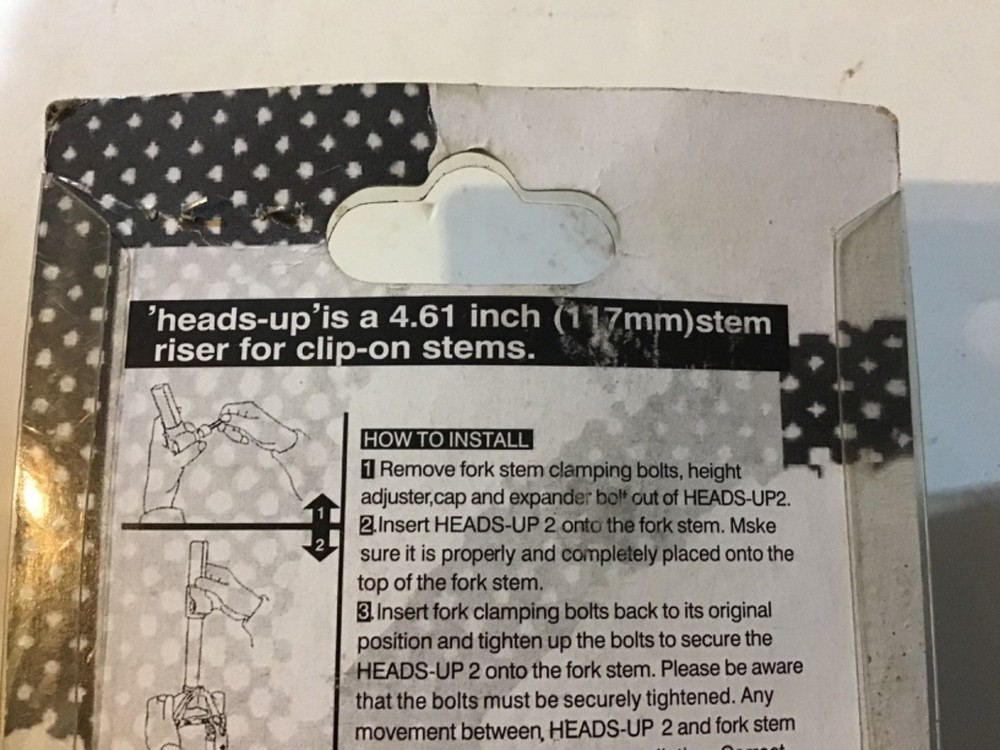 'heads-up'is a 4.61 inch (117mm)stem
riser for clip-on stems.
HOW TO INSTALL
1 Remove fork stem clamping bolts, height
adjuster,cap and expander bolt out of HEADS-UP2.
2.Insert HEADS-UP 2 onto the fork stem. Mske
sure it is properly and completely placed onto the
top of the fork stem.
3.Insert fork clamping bolts back to its original
position and tighten up the bolts to secure the
HEADS-UP 2 onto the fork stem. Please be aware
that the bolts must be securely tightened. Any
movement between, HEADS-UP 2 and fork stem
1
2